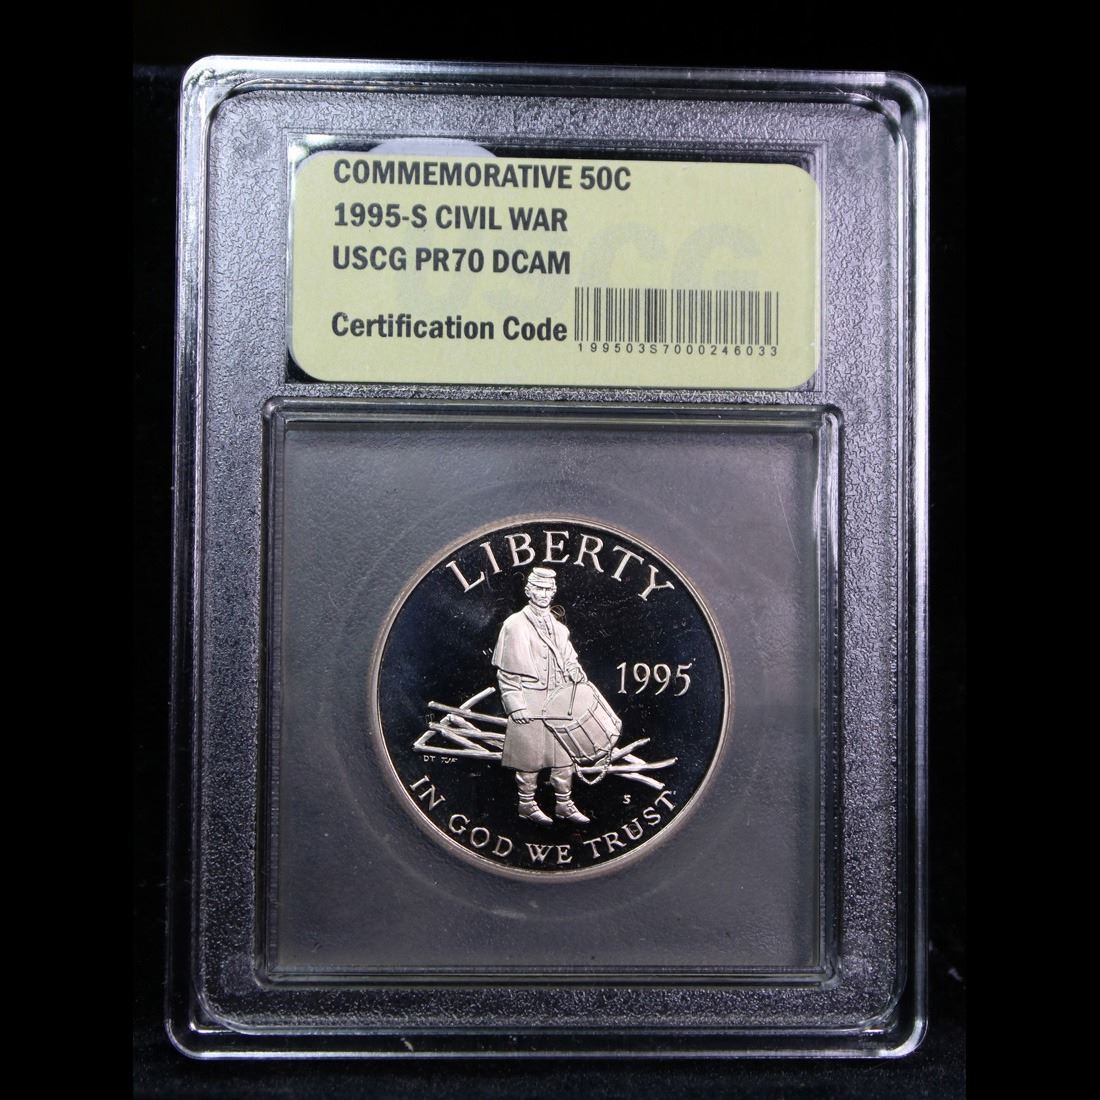 COMMEMORATIVE 50C
1995-S CIVIL WAR
USCG PR70 DCAM
Certification Code
199503S7000246033
LIBERTY
1995
S
IN GOD WE TRUST